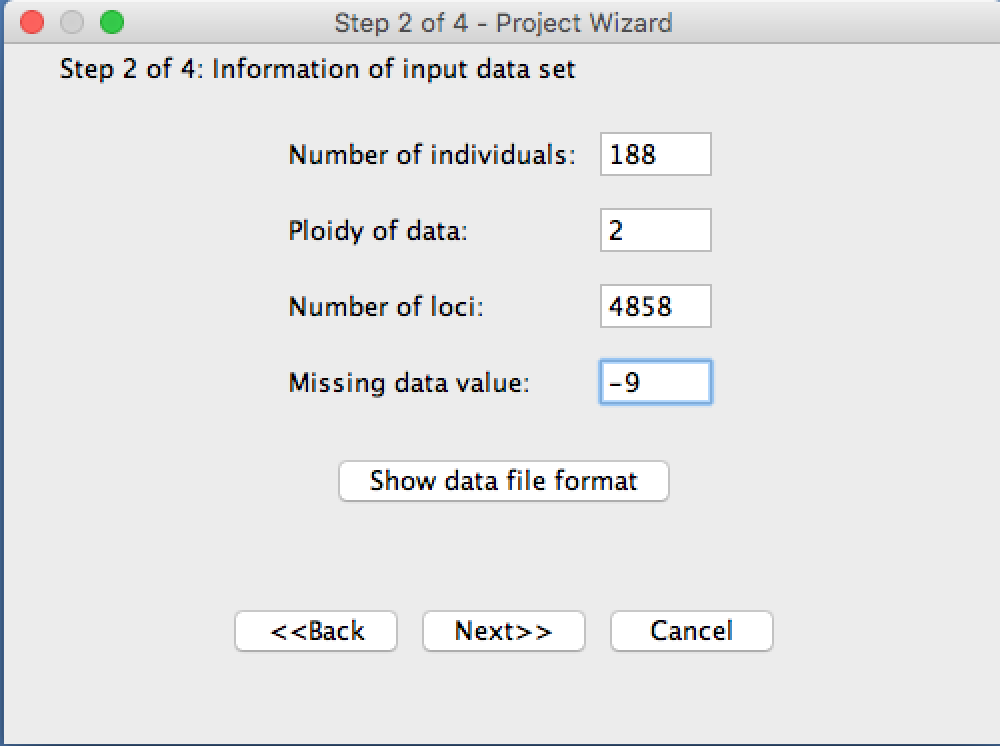 Step 2 of 4 - Project Wizard
Step 2 of 4: Information of input data set
Number of individuals: 188
Ploidy of data: 2
Number of loci: 4858
Missing data value: -9
Show data file format
<<Back Next>> Cancel